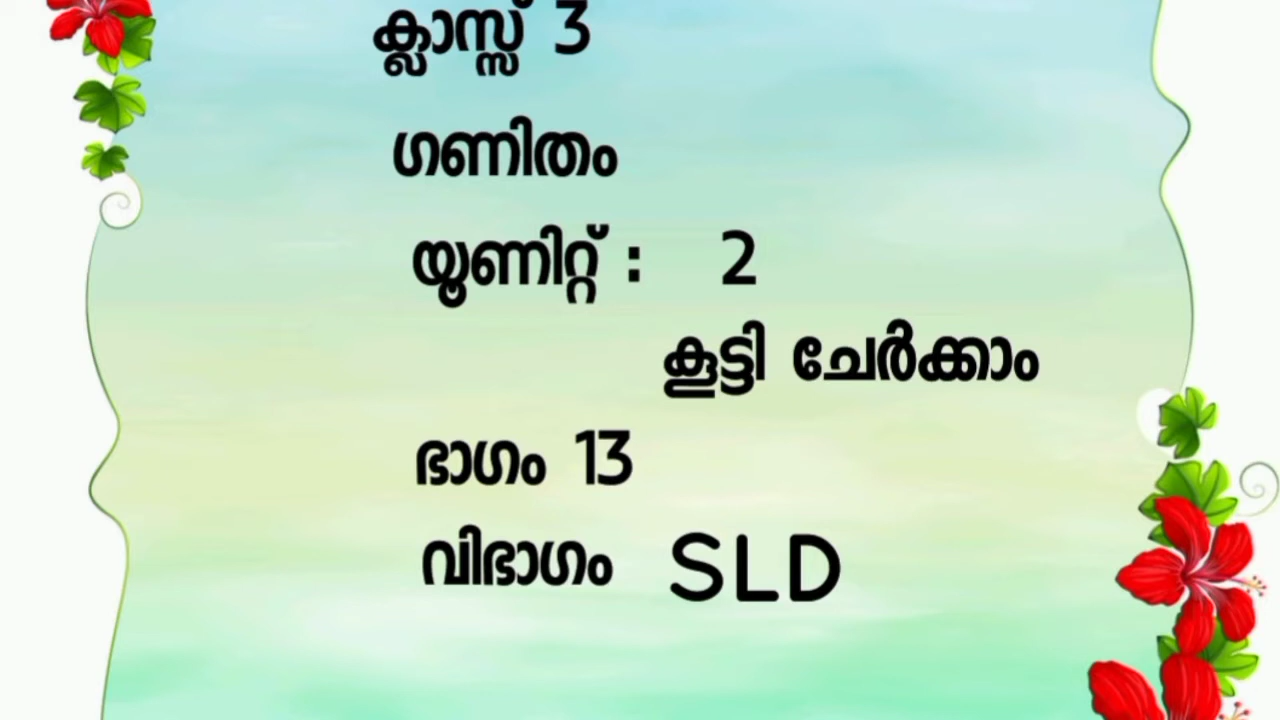 ക്ലാസ്സ് 3
ഗണിതം
യൂണിറ്റ് : 2
കൂട്ടി ചേർക്കാം
ഭാഗം 13
വിഭാഗം SLD